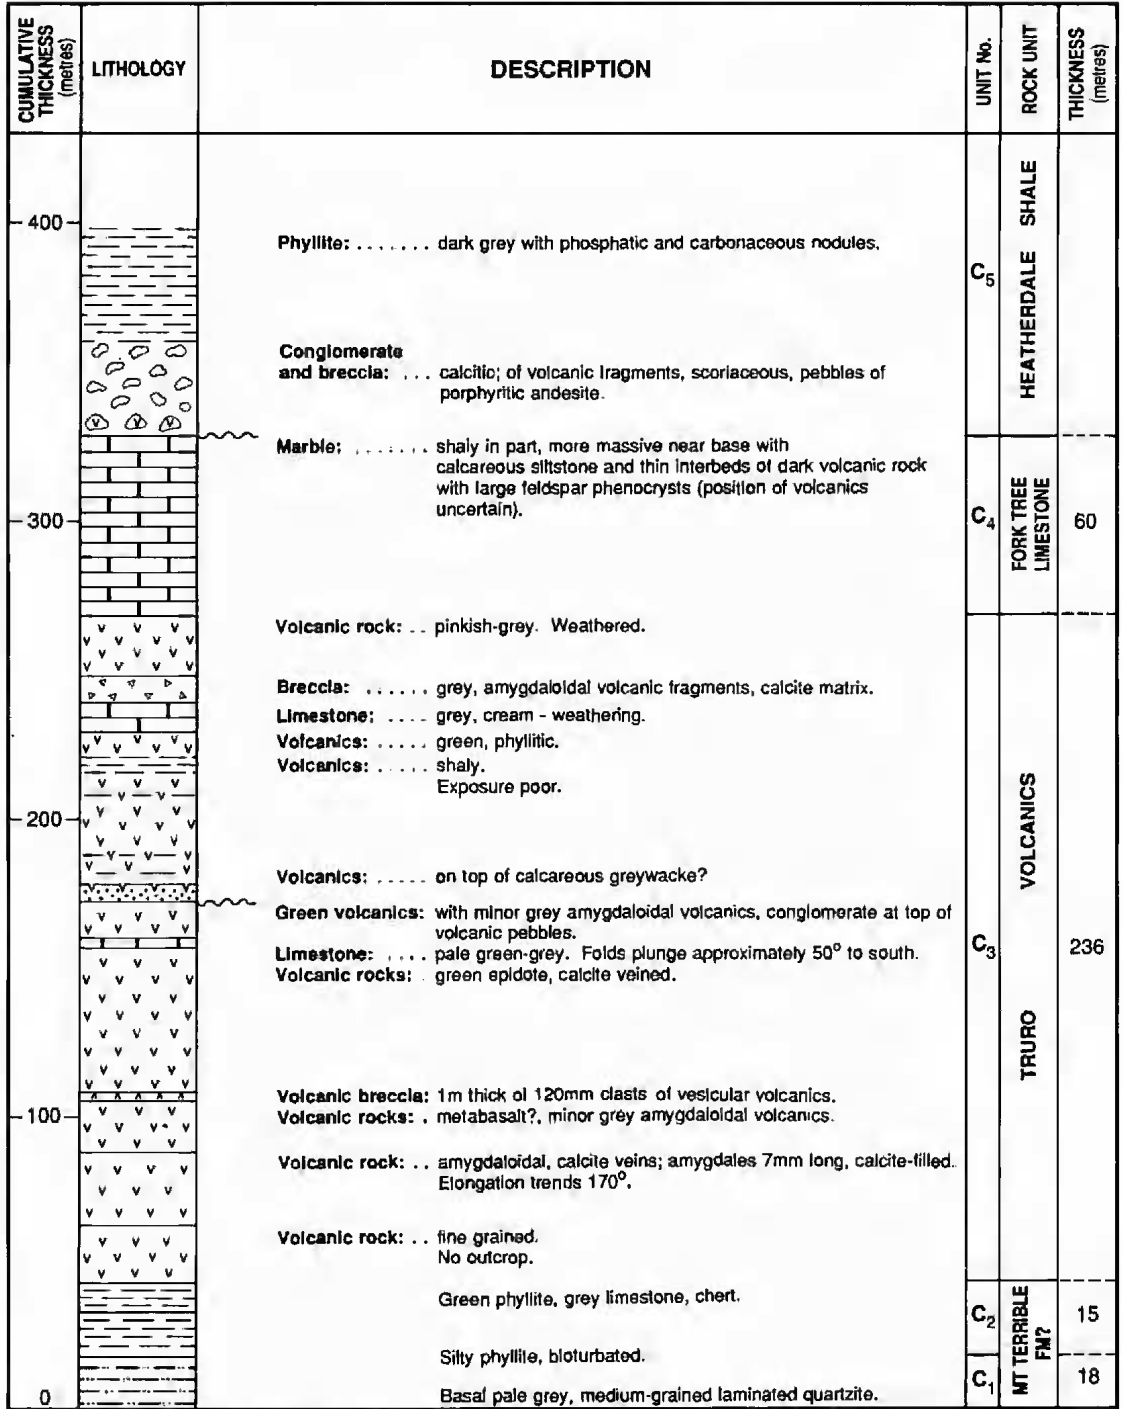 CUMULATIVE THICKNESS (metres)
LITHOLOGY
DESCRIPTION
UNIT No.
ROCK UNIT
THICKNESS (metres)
400
Phyllite: ....... dark grey with phosphatic and carbonaceous nodules.
C5
HEATHERDALE SHALE
Conglomerate
and breccia: ... calcitic; of volcanic fragments, scoriaceous, pebbles of
porphyritic andesite.
Marble; ....... shaly in part, more massive near base with
calcareous siltstone and thin interbeds of dark volcanic rock
with large feldspar phenocrysts (position of volcanics
uncertain).
300
C4
FORK TREE
LIMESTONE
60
Volcanic rock: .. pinkish-grey. Weathered.
Breccia: ...... grey, amygdaloidal volcanic fragments, calcite matrix.
Limestone; .... grey, cream - weathering.
Volcanics: ..... green, phyllitic.
Volcanics: ..... shaly.
Exposure poor.
200
Volcanics: ..... on top of calcareous greywacke?
Green volcanics: with minor grey amygdaloidal volcanics, conglomerate at top of
volcanic pebbles.
Limestone: .... pale green-grey. Folds plunge approximately 50° to south.
Volcanic rocks; green epidote, calcite veined.
C3
TRURO VOLCANICS
236
Volcanic breccia: 1m thick of 120mm clasts of vesicular volcanics.
100
Volcanic rocks: . metabasalt?, minor grey amygdaloidal volcanics.
Volcanic rock: .. amygdaloidal, calcite veins; amygdales 7mm long, calcite-filled.
Elongation trends 170°.
Volcanic rock: .. fine grained.
No outcrop.
Green phyllite, grey limestone, chert.
C2
MT TERRIBLE
FM?
15
Silty phyllite, bioturbated.
C1
18
0
Basal pale grey, medium-grained laminated quartzite.